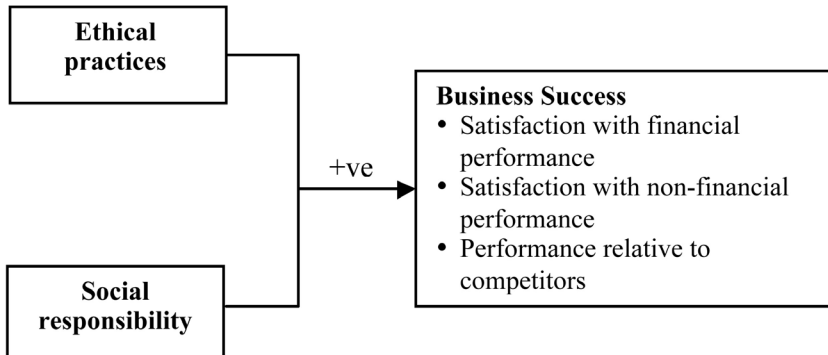 Ethical
practices
Business Success
• Satisfaction with financial
performance
+ve
• Satisfaction with non-financial
performance
• Performance relative to
competitors
Social
responsibility